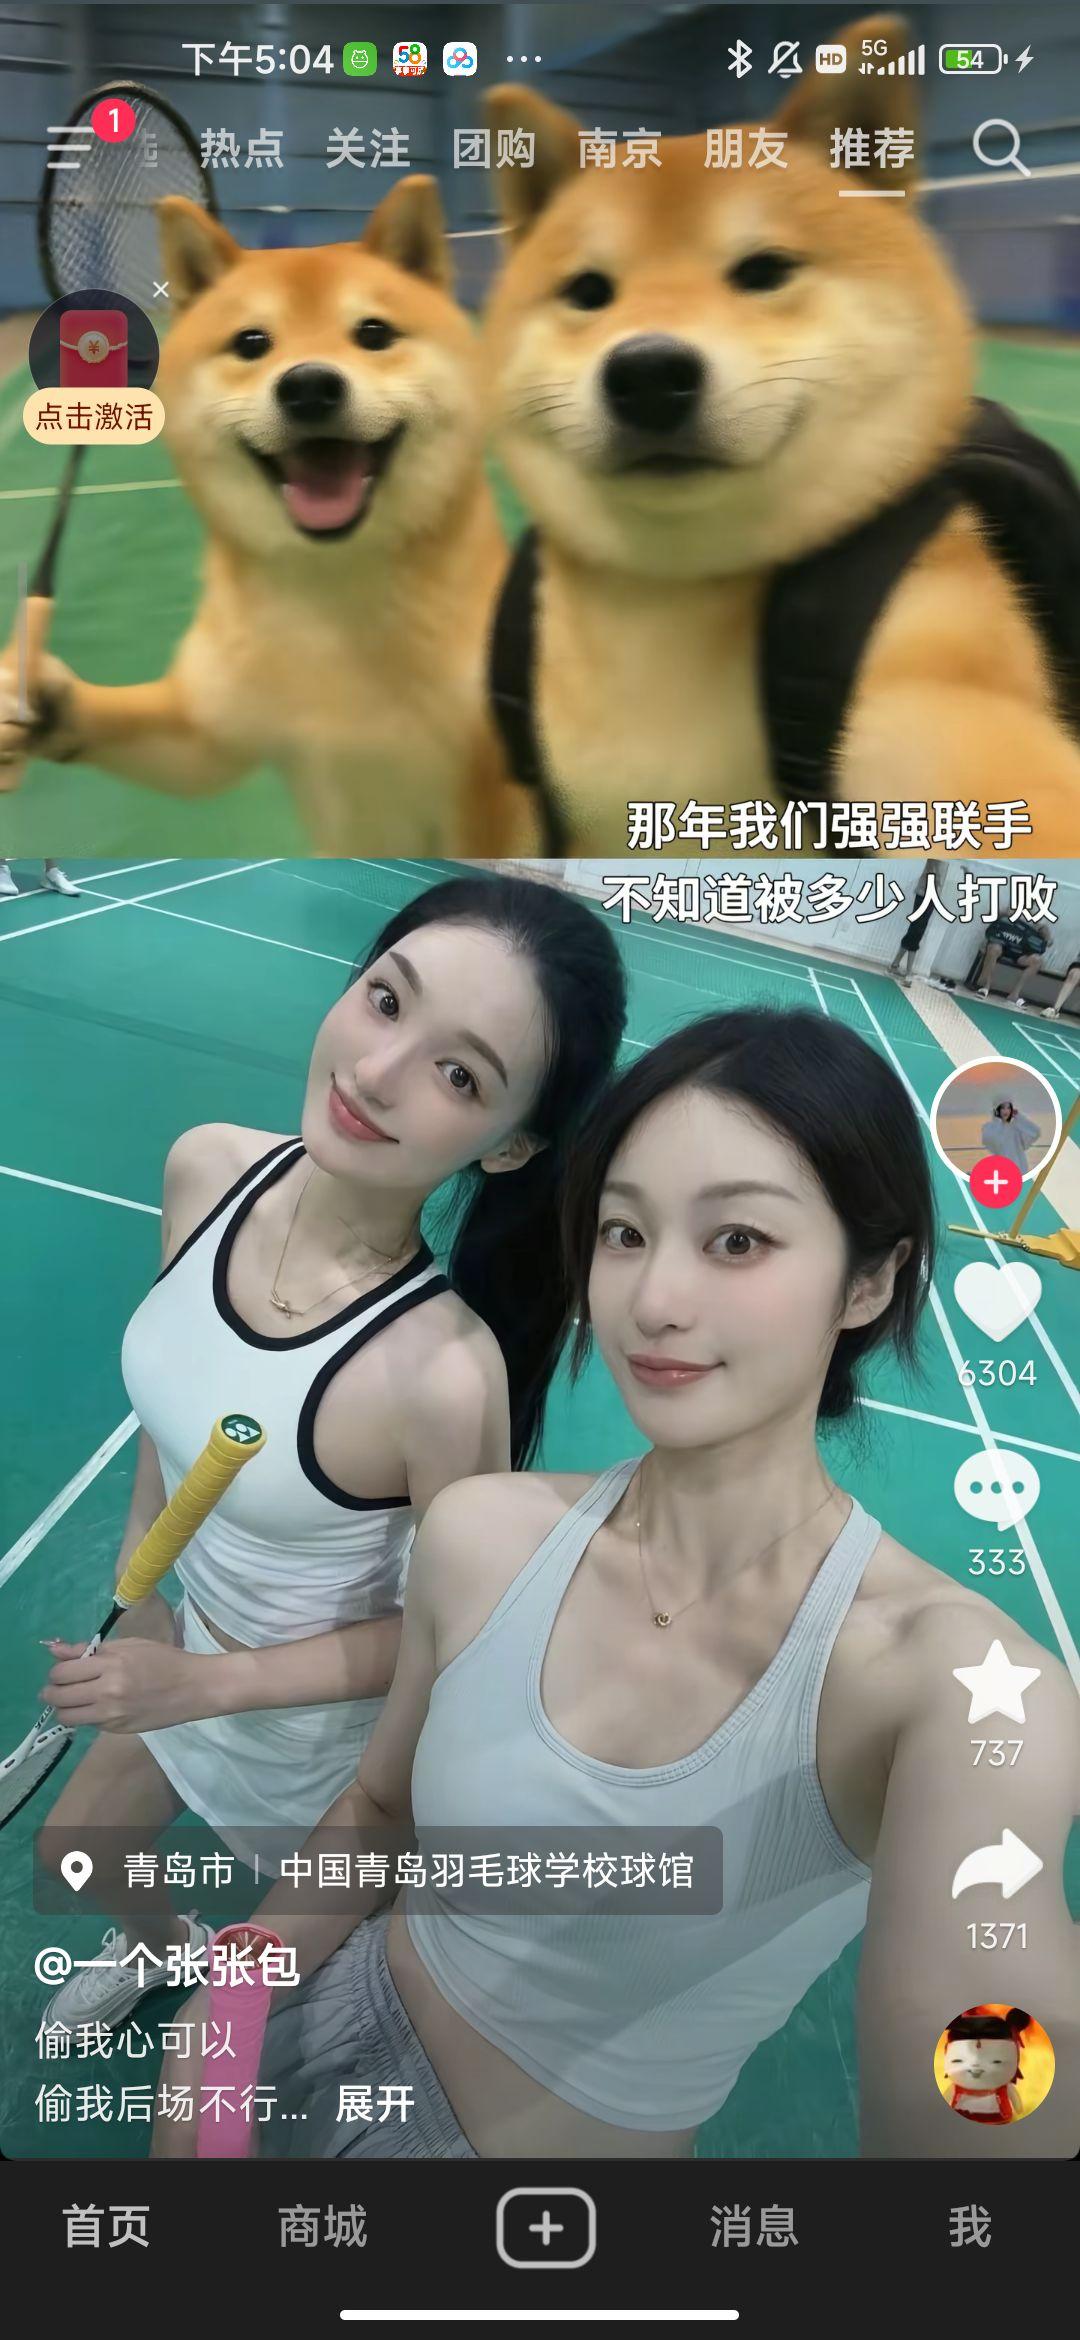 下午5:04
58
HD
5G
54
1
热点 关注 团购 南京 朋友 推荐
点击激活
那年我们强强联手
不知道被多少人打败
6304
333
737
1371
青岛市 | 中国青岛羽毛球学校球馆
@一个张张包
偷我心可以
偷我后场不行... 展开
首页 商城 消息 我